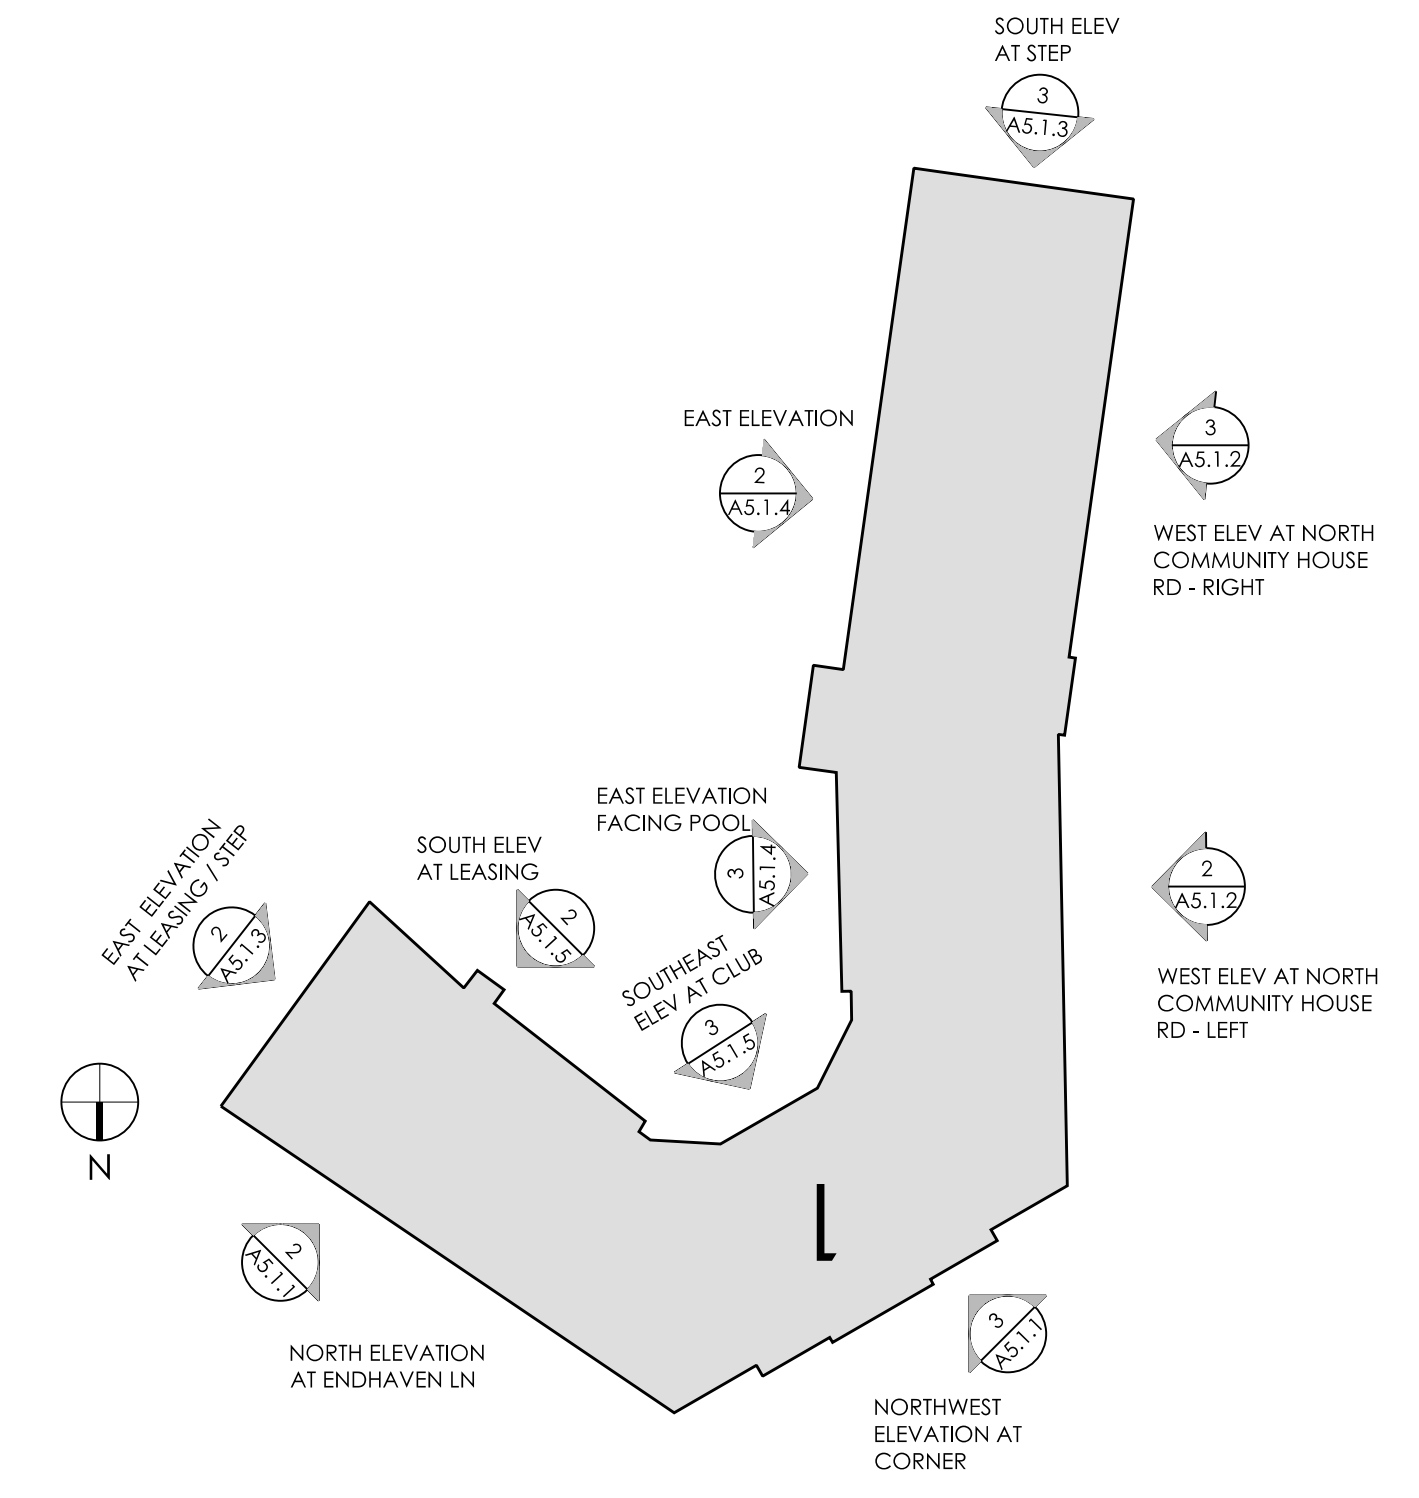 SOUTH ELEV
AT STEP
3
A5.1.3
EAST ELEVATION
2
A5.1.4
3
A5.1.2
WEST ELEV AT NORTH
COMMUNITY HOUSE
RD - RIGHT
EAST ELEVATION
FACING POOL
3
A5.1.4
SOUTH ELEV
AT LEASING
2
A5.1.5
EAST ELEVATION
AT LEASING / STEP
2
A5.1.3
2
A5.1.2
WEST ELEV AT NORTH
COMMUNITY HOUSE
RD - LEFT
SOUTHEAST
ELEV AT CLUB
3
A5.1.5
N
2
A5.1.1
NORTH ELEVATION
AT ENDHAVEN LN
3
A5.1.1
NORTHWEST
ELEVATION AT
CORNER